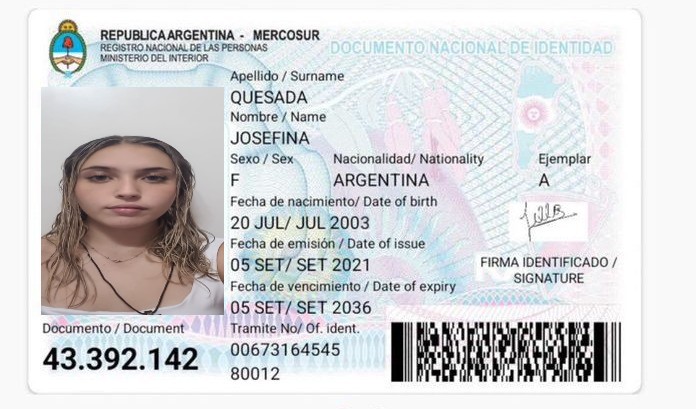 REPUBLICA ARGENTINA - MERCOSUR
REGISTRO NACIONAL DE LAS PERSONAS
MINISTERIO DEL INTERIOR
DOCUMENTO NACIONAL DE IDENTIDAD
Apellido / Surname
QUESADA
Nombre / Name
JOSEFINA
Sexo / Sex Nacionalidad/ Nationality Ejemplar
F ARGENTINA A
Fecha de nacimiento/ Date of birth
20 JUL/ JUL 2003
Fecha de emisión / Date of issue
05 SET/ SET 2021
FIRMA IDENTIFICADO /
SIGNATURE
Fecha de vencimiento / Date of expiry
05 SET/ SET 2036
Documento / Document
43.392.142
Tramite No/ Of. ident.
00673164545
80012